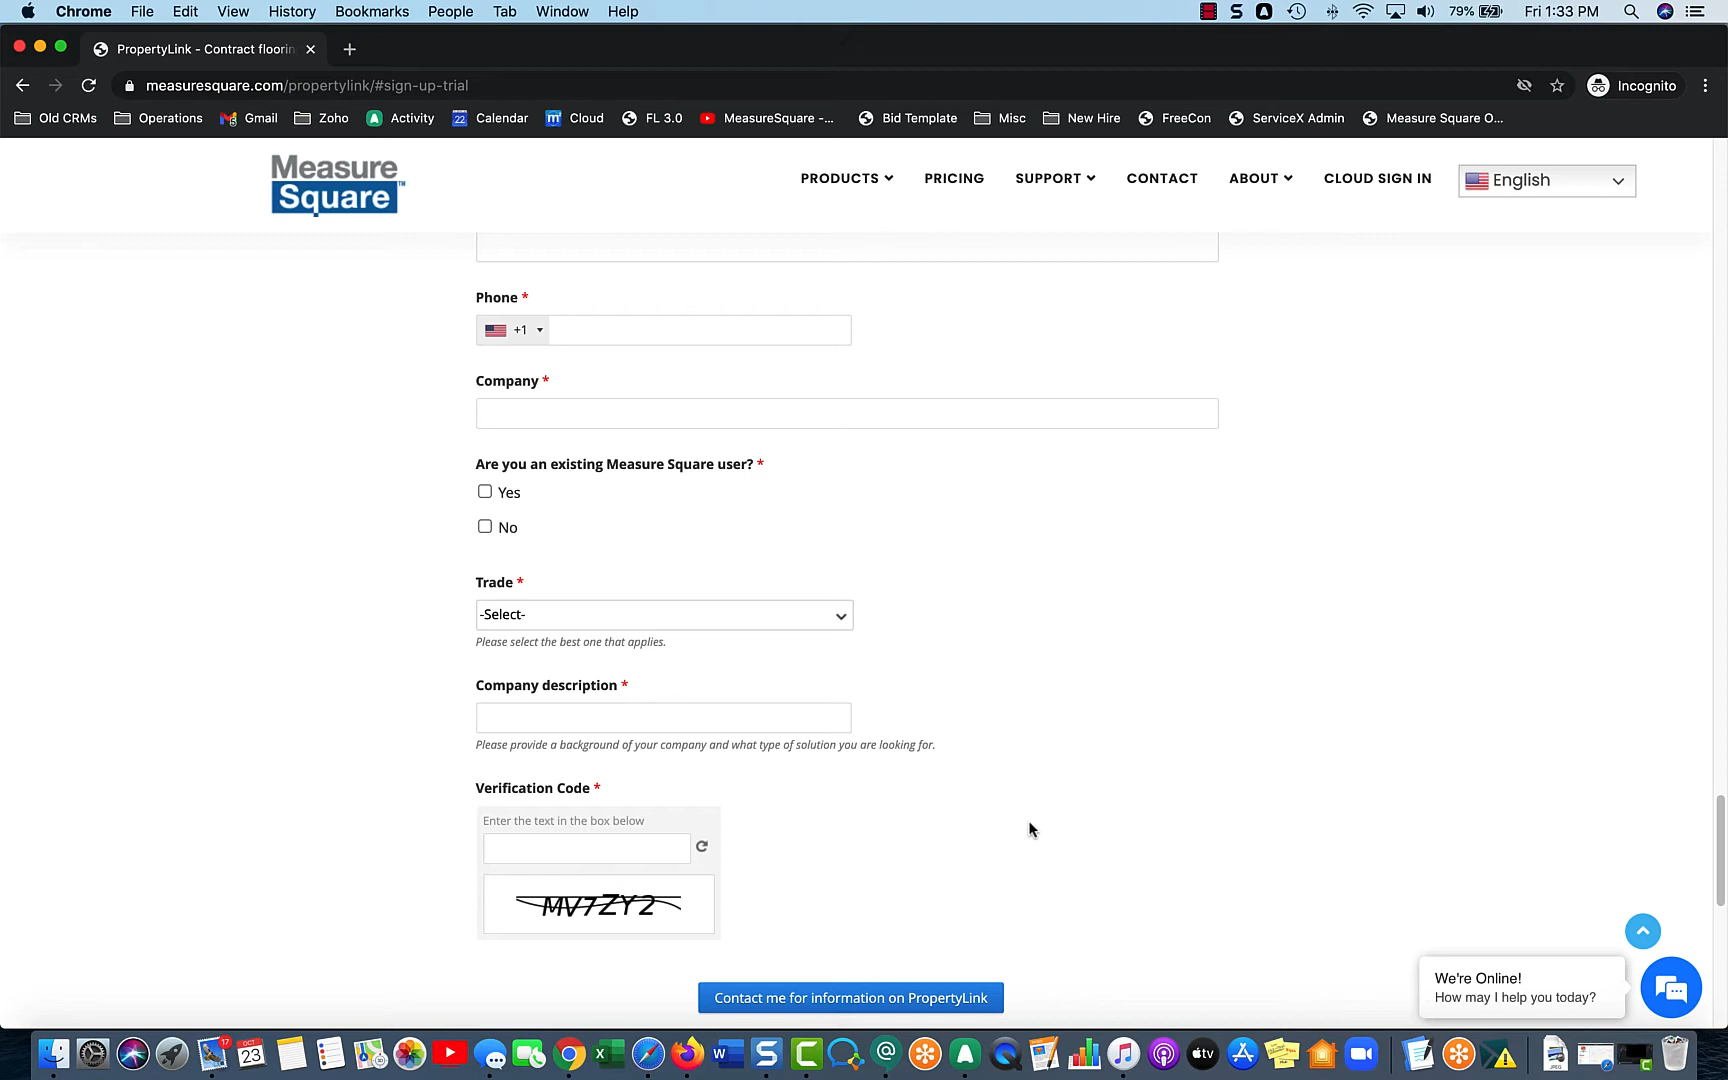 Chrome File Edit View History Bookmarks People Tab Window Help 79% Fri 1:33 PM
PropertyLink - Contract floorin
measuresquare.com/propertylink/#sign-up-trial Incognito
Old CRMs Operations Gmail Zoho Activity Calendar Cloud FL 3.0 MeasureSquare -... Bid Template Misc New Hire FreeCon ServiceX Admin Measure Square O...
Measure
Square™
PRODUCTS PRICING SUPPORT CONTACT ABOUT CLOUD SIGN IN English
Phone *
+1
Company *
Are you an existing Measure Square user? *
Yes
No
Trade *
-Select-
Please select the best one that applies.
Company description *
Please provide a background of your company and what type of solution you are looking for.
Verification Code *
Enter the text in the box below
MV7ZY2
Contact me for information on PropertyLink
We're Online!
How may I help you today?
17
OCT
23
tv
JPEG